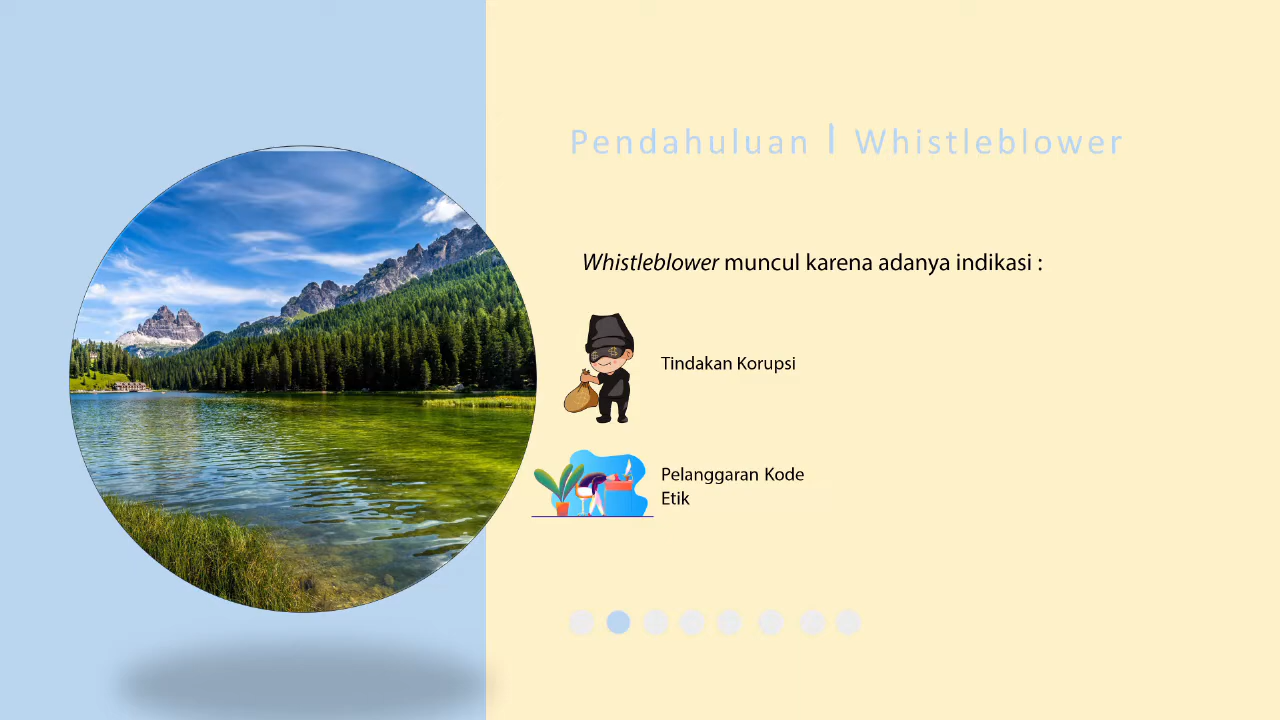 Pendahuluan | Whistleblower
Whistleblower muncul karena adanya indikasi :
Tindakan Korupsi
Pelanggaran Kode
Etik